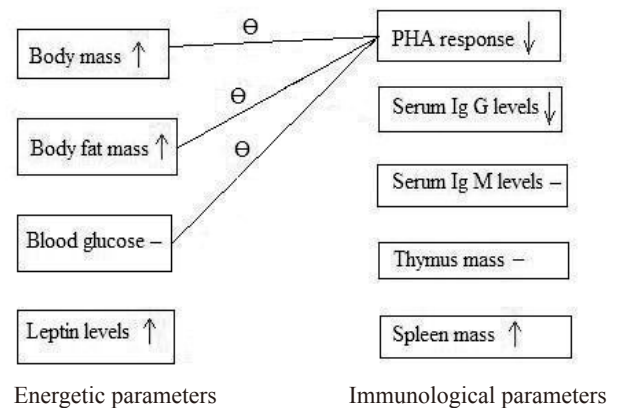 Body mass ↑
Body fat mass ↑
Blood glucose –
Leptin levels ↑
Energetic parameters
ϴ
ϴ
ϴ
PHA response ↓
Serum Ig G levels ↓
Serum Ig M levels –
Thymus mass –
Spleen mass ↑
Immunological parameters